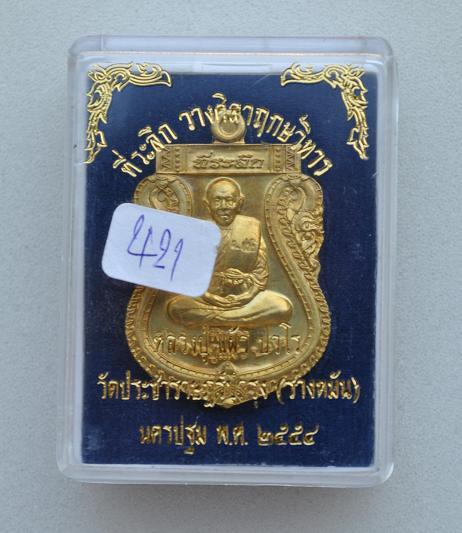 ที่ระลึก วางศิลาฤกษ์วิหาร
ที่ระลึก
421
หลวงปู่ ปวโร
วัดประชาราษฎร์บำรุง (รางหมัน)
นครปฐม พ.ศ. ๒๕๕๔